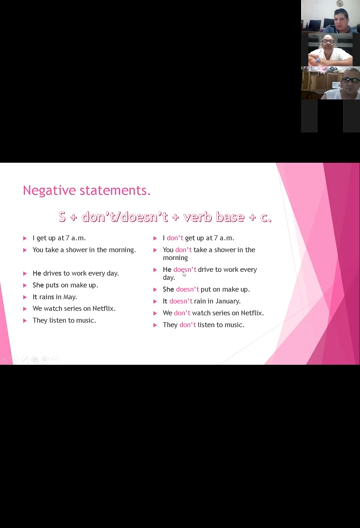 Negative statements.
S + don't/doesn't + verb base + c.
I get up at 7 a.m.
You take a shower in the morning.
He drives to work every day.
She puts on make up.
It rains in May.
We watch series on Netflix.
They listen to music.
I don't get up at 7 a.m.
You don't take a shower in the
morning
He doesn't drive to work every
day.
She doesn't put on make up.
It doesn't rain in January.
We don't watch series on Netflix.
They don't listen to music.